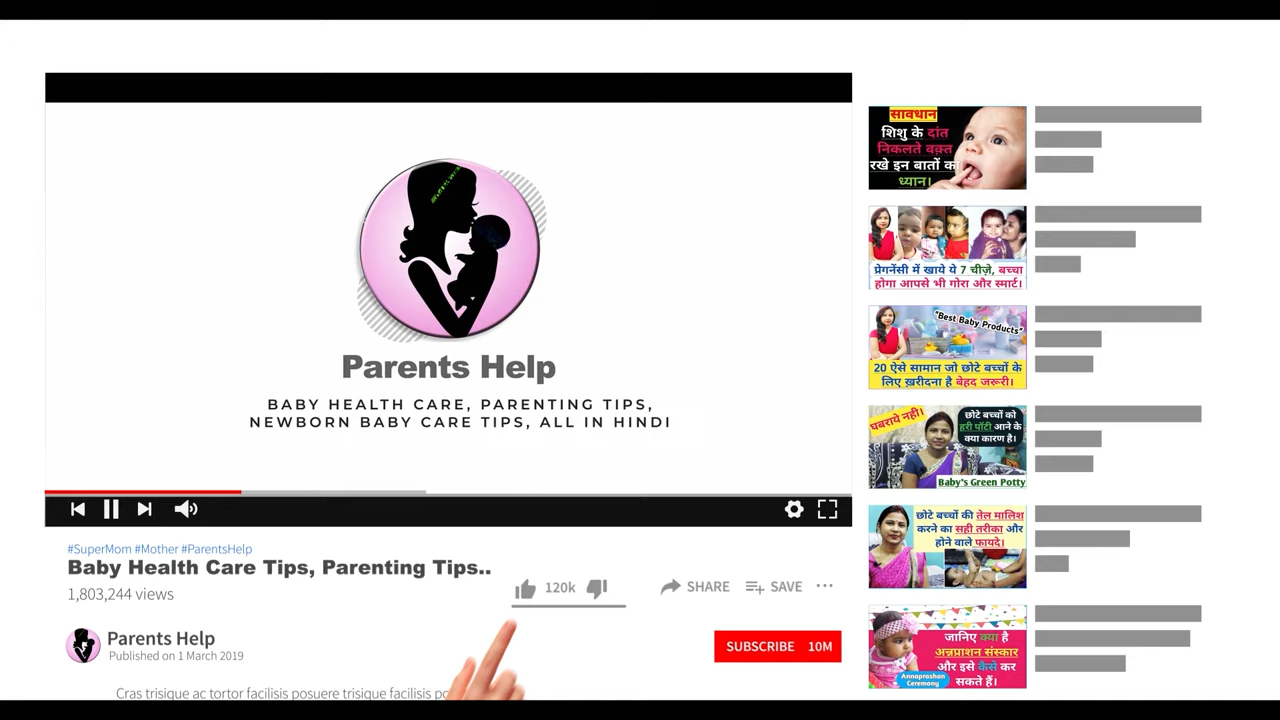 Parents Help
BABY HEALTH CARE, PARENTING TIPS,
NEWBORN BABY CARE TIPS, ALL IN HINDI
#SuperMom #Mother #ParentsHelp
Baby Health Care Tips, Parenting Tips..
1,803,244 views
120k
SHARE
SAVE
Parents Help
Published on 1 March 2019
SUBSCRIBE 10M
Cras trisique ac tortor facilisis posuere trisique facilisis
सावधान
शिशु के दांत
निकलते वक़्त
रखे इन बातों का
ध्यान।
प्रेगनेंसी में खाये ये 7 चीज़े, बच्चा
होगा आपसे भी गोरा और स्मार्ट।
"Best Baby Products"
20 ऐसे सामान जो छोटे बच्चों के
लिए ख़रीदना है बेहद जरूरी।
घबराये नहीं।
छोटे बच्चों को
हरी पॉटी आने के
क्या कारण है।
Baby's Green Potty
छोटे बच्चों की तेल मालिश
करने का सही तरीका और
होने वाले फायदे।
जानिए क्या है
अन्नप्राशन संस्कार
और इसे कैसे कर
सकते हैं।
Annaprashan
Ceremony